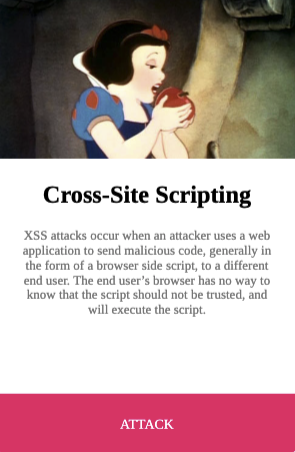 Cross-Site Scripting
XSS attacks occur when an attacker uses a web
application to send malicious code, generally in
the form of a browser side script, to a different
end user. The end user’s browser has no way to
know that the script should not be trusted, and
will execute the script.
ATTACK